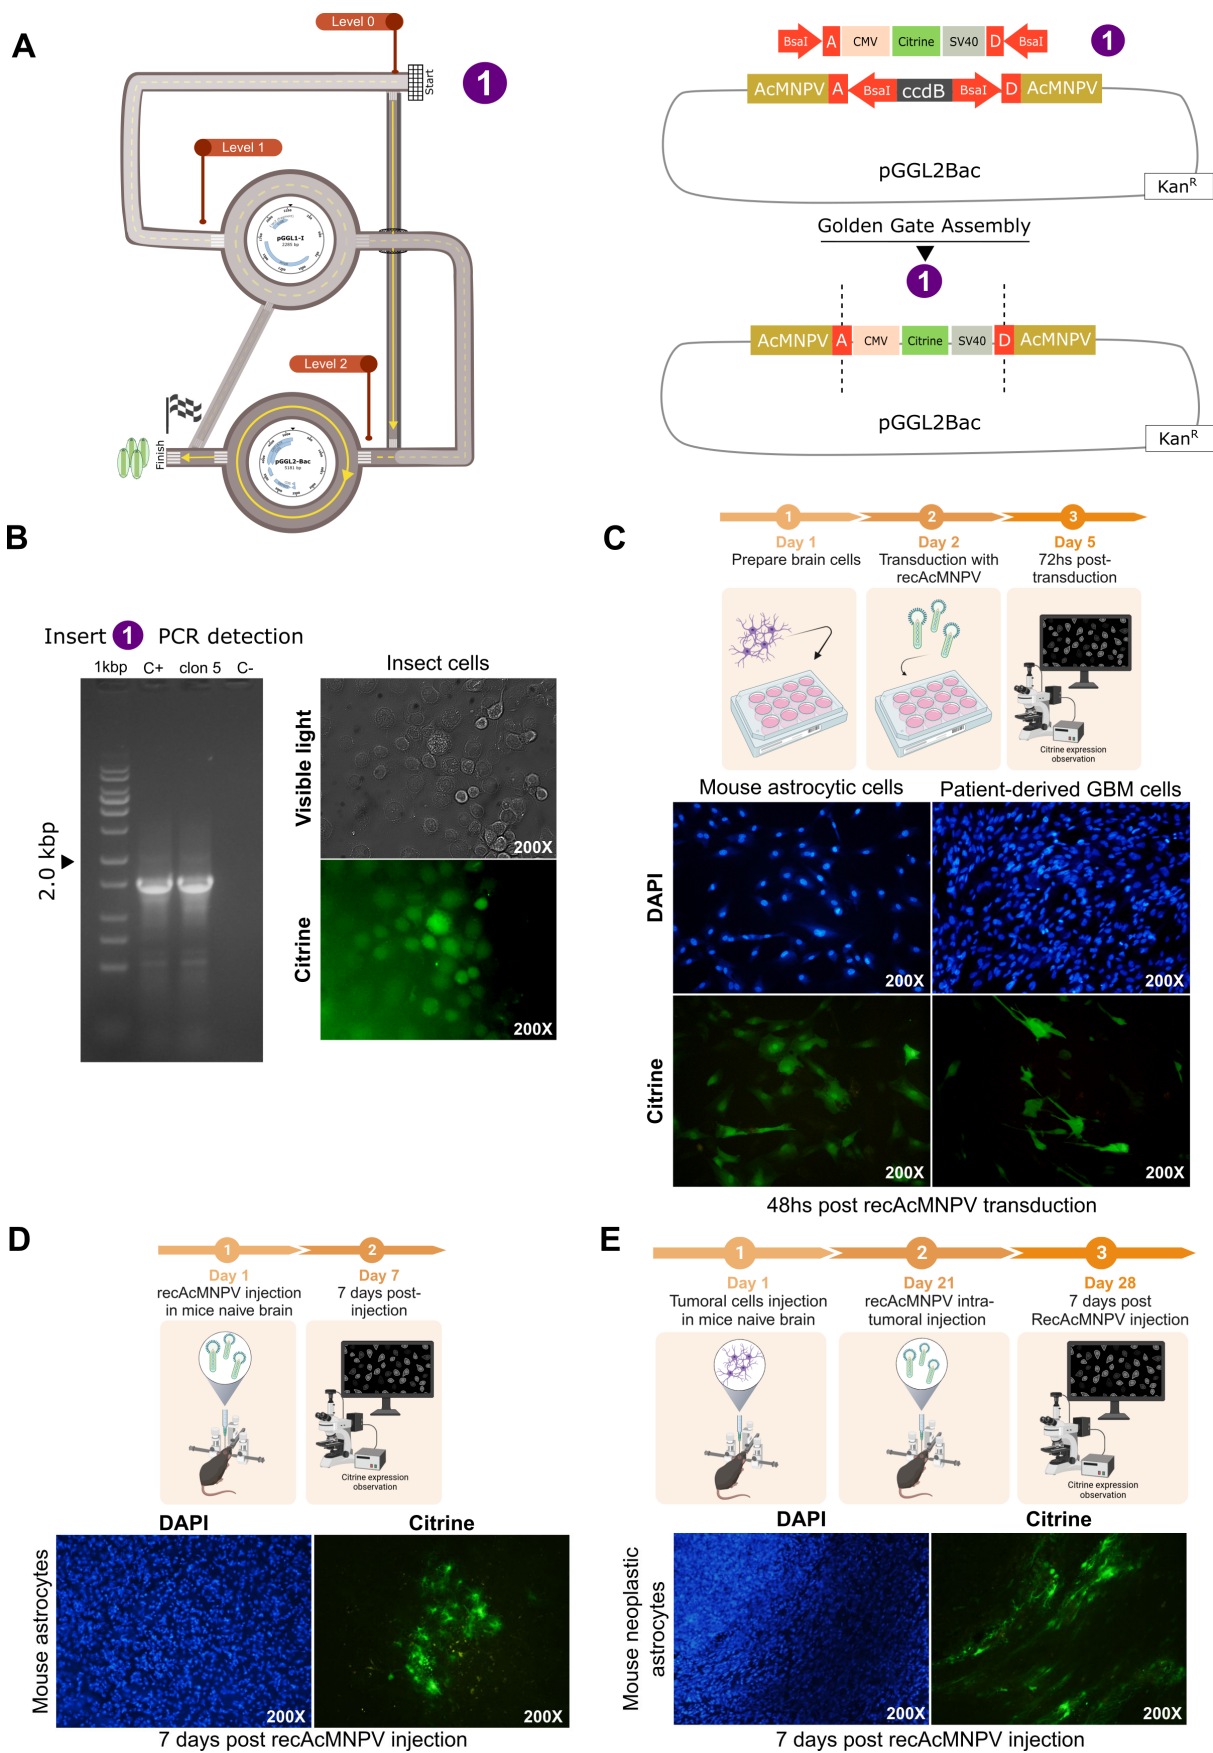 A
Level 0
Start
1
Level 1
pGGL1-I
2285 bp
Level 2
pGGL2-Bac
5161 bp
Finish
BsaI A CMV Citrine SV40 D BsaI
1
AcMNPV A BsaI ccdB BsaI D AcMNPV
pGGL2Bac
Kan^R
Golden Gate Assembly
1
AcMNPV A CMV Citrine SV40 D AcMNPV
pGGL2Bac
Kan^R
B
Insert 1 PCR detection
1kbp C+ clon 5 C-
2.0 kbp
Insect cells
Visible light
200X
Citrine
200X
C
1 2 3
Day 1 Day 2 Day 5
Prepare brain cells Transduction with 72hs post-
recAcMNPV transduction
Citrine expression
observation
Mouse astrocytic cells Patient-derived GBM cells
DAPI
200X 200X
Citrine
200X 200X
48hs post recAcMNPV transduction
D
1 2
Day 1 Day 7
recAcMNPV injection 7 days post-
in mice naive brain injection
Citrine expression
observation
DAPI Citrine
Mouse astrocytes
200X 200X
7 days post recAcMNPV injection
E
1 2 3
Day 1 Day 21 Day 28
Tumoral cells injection recAcMNPV intra- 7 days post
in mice naive brain tumoral injection RecAcMNPV injection
Citrine expression
observation
DAPI Citrine
Mouse neoplastic
astrocytes
200X 200X
7 days post recAcMNPV injection